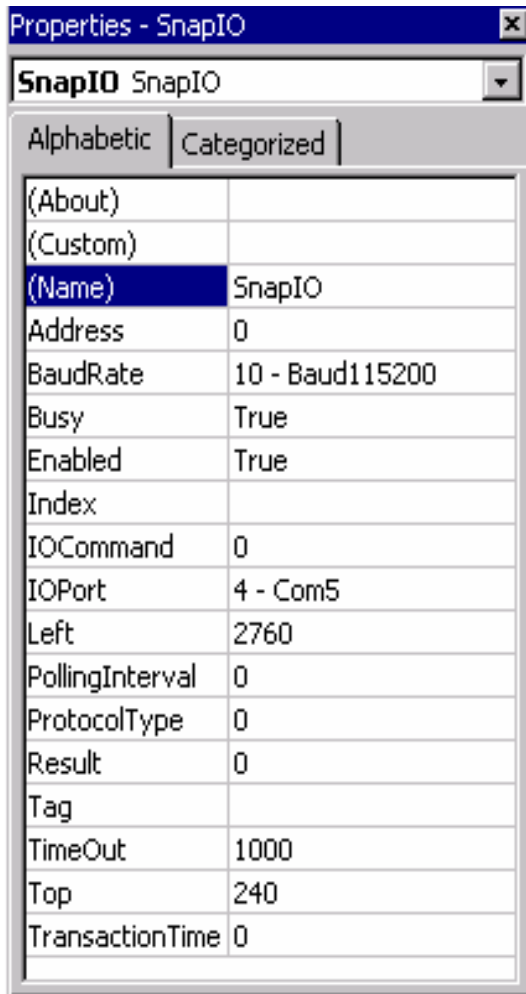 Properties - SnapIO
SnapIO SnapIO
Alphabetic Categorized
(About)
(Custom)
(Name) SnapIO
Address 0
BaudRate 10 - Baud115200
Busy True
Enabled True
Index
IOCommand 0
IOPort 4 - Com5
Left 2760
PollingInterval 0
ProtocolType 0
Result 0
Tag
TimeOut 1000
Top 240
TransactionTime 0